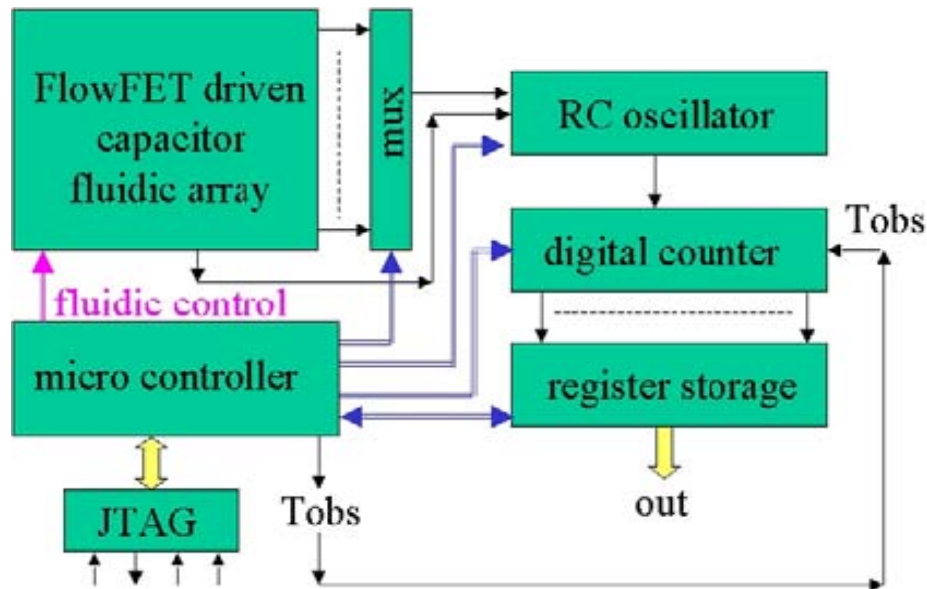 FlowFET driven
capacitor
fluidic array
mux
RC oscillator
digital counter
Tobs
fluidic control
micro controller
register storage
JTAG
Tobs
out